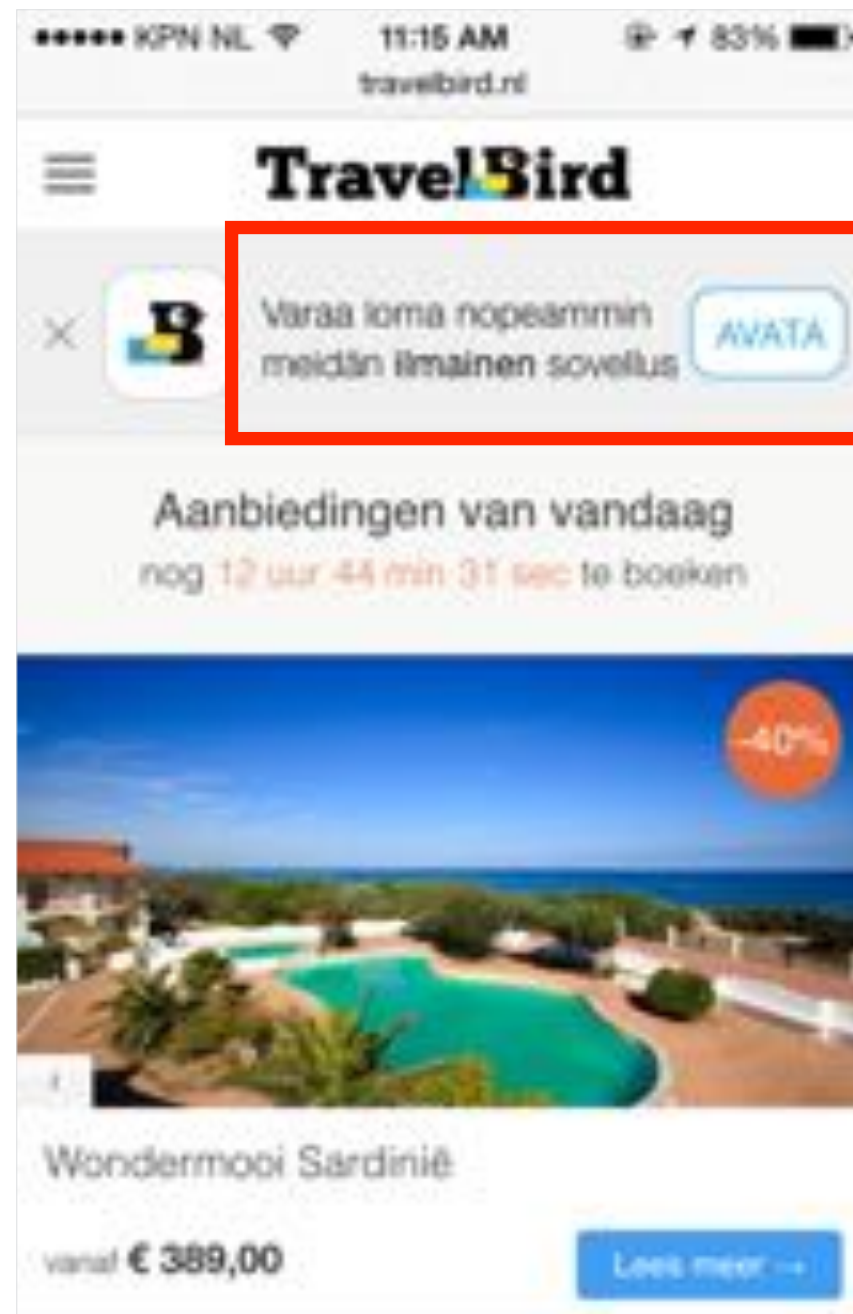 KPN NL 11:15 AM 83%
travelbird.nl
TravelBird
Varaa loma nopeammin
meidän ilmainen sovellus
AVATA
Aanbiedingen van vandaag
nog 12 uur 44 min 31 sec te boeken
-40%
Wondermooi Sardinië
vanaf € 389,00
Lees meer →